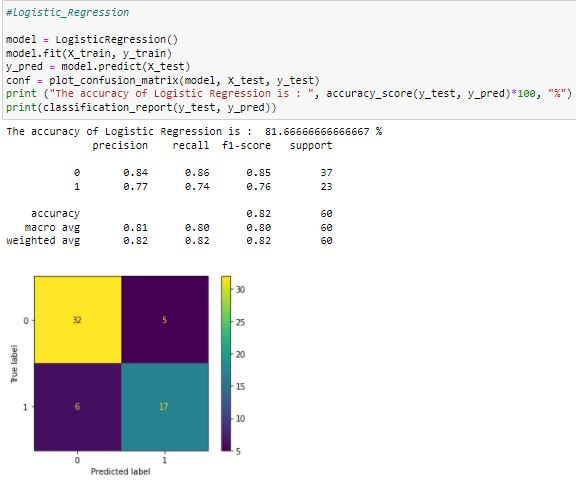 #Logistic_Regression
model = LogisticRegression()
model.fit(X_train, y_train)
y_pred = model.predict(X_test)
conf = plot_confusion_matrix(model, X_test, y_test)
print ("The accuracy of Logistic Regression is : ", accuracy_score(y_test, y_pred)*100, "%")
print(classification_report(y_test, y_pred))
The accuracy of Logistic Regression is :  81.66666666666667 %
precision recall f1-score support
0 0.84 0.86 0.85 37
1 0.77 0.74 0.76 23
accuracy 0.82 60
macro avg 0.81 0.80 0.80 60
weighted avg 0.82 0.82 0.82 60
30
0 32 5
25
20
True label
15
1 6 17
10
5
0 1
Predicted label